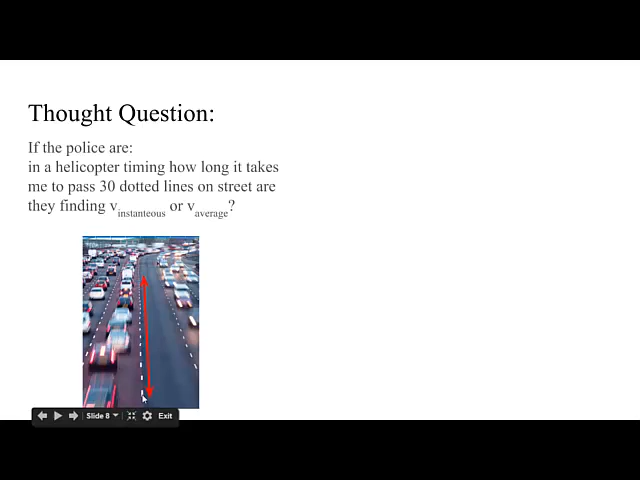 Thought Question:
If the police are:
in a helicopter timing how long it takes
me to pass 30 dotted lines on street are
they finding vinstanteous or vaverage?
Slide 8
Exit